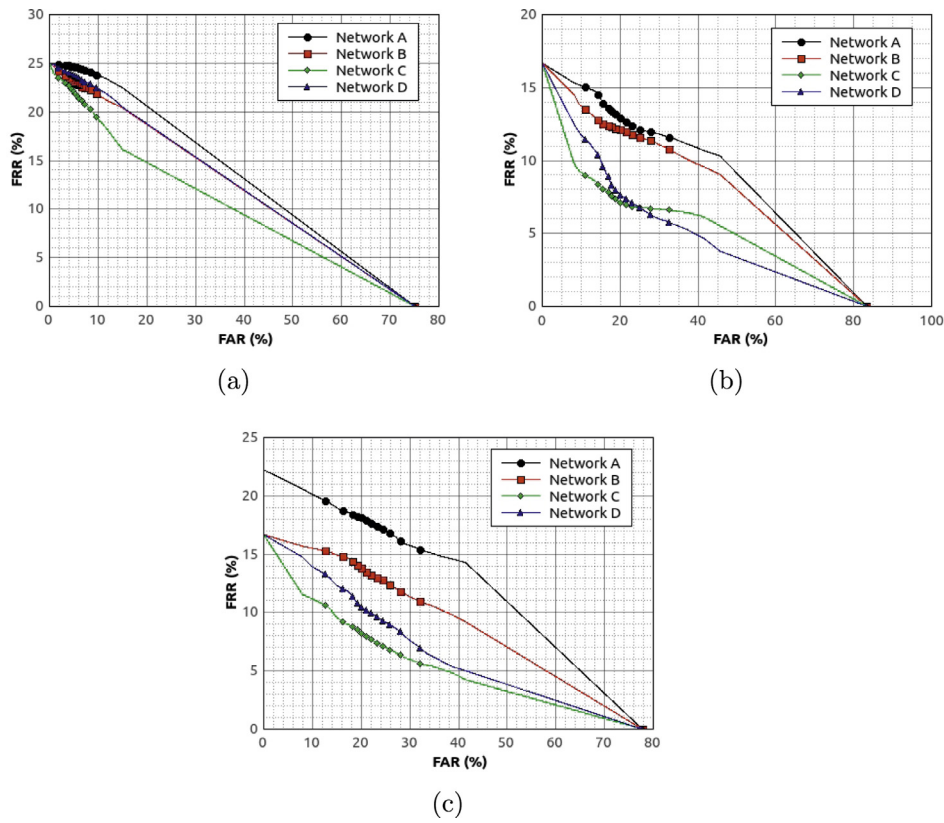 30
25
20
15
10
5
0
FRR (%)
Network A
Network B
Network C
Network D
0 10 20 30 40 50 60 70 80
FAR (%)
(a)
20
15
10
5
0
FRR (%)
Network A
Network B
Network C
Network D
0 20 40 60 80 100
FAR (%)
(b)
25
20
15
10
5
0
FRR (%)
Network A
Network B
Network C
Network D
0 10 20 30 40 50 60 70 80
FAR (%)
(c)